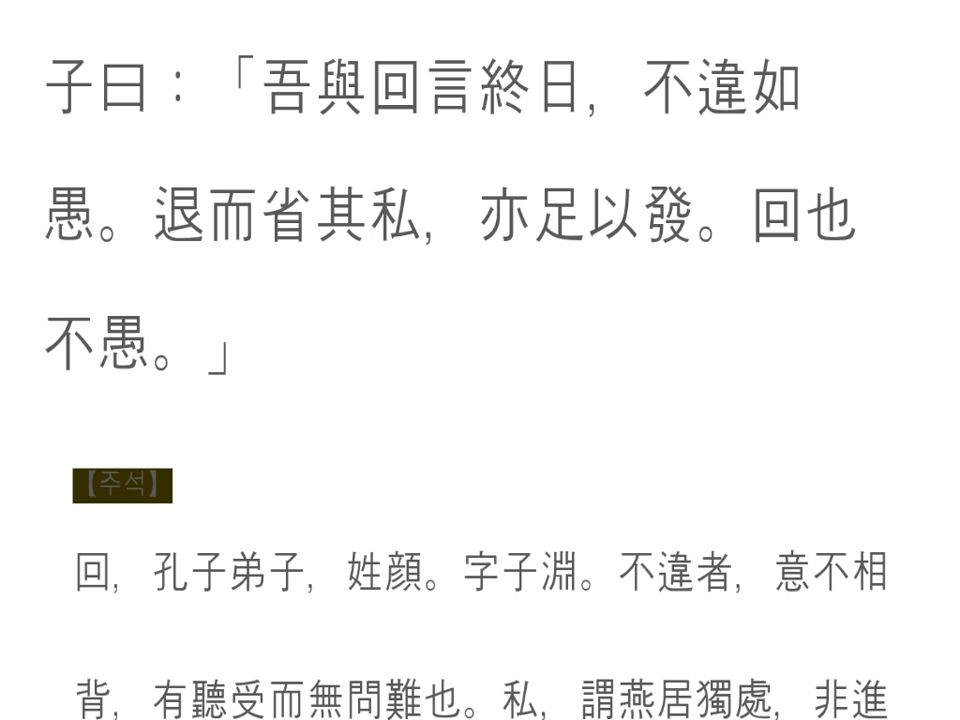 子曰：「吾與回言終日, 不違如
愚。退而省其私, 亦足以發。回也
不愚。」
【주석】
回, 孔子弟子, 姓顔。字子淵。不違者, 意不相
背, 有聽受而無問難也。私, 謂燕居獨處, 非進